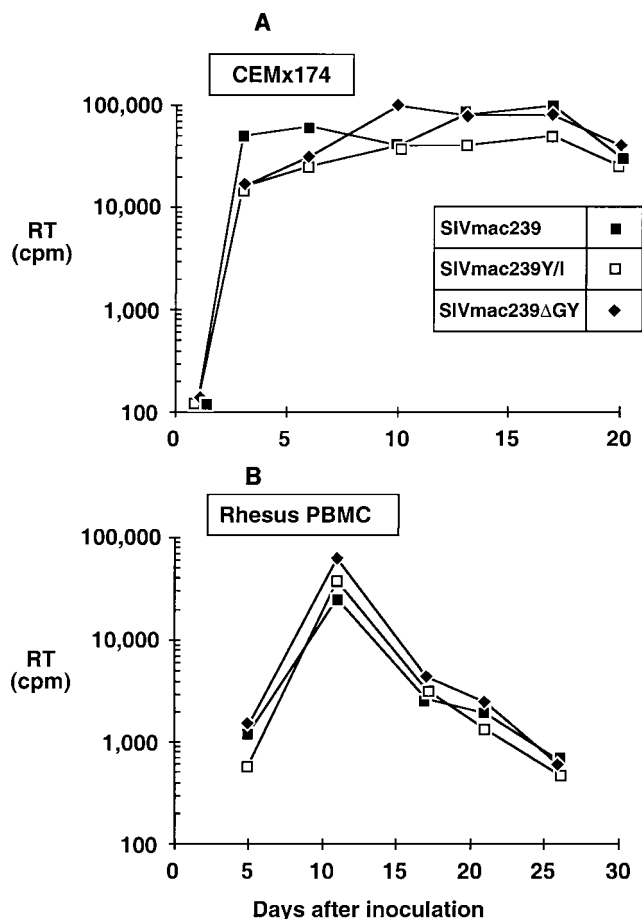 A
CEMx174
100,000
10,000
1,000
100
RT
(cpm)
0 5 10 15 20
SIVmac239
SIVmac239Y/I
SIVmac239ΔGY
B
Rhesus PBMC
100,000
10,000
1,000
100
RT
(cpm)
0 5 10 15 20 25 30
Days after inoculation